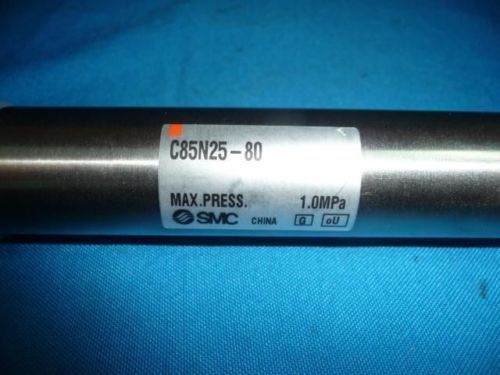 C85N25-80
MAX.PRESS. 1.0MPa
SMC CHINA G oU